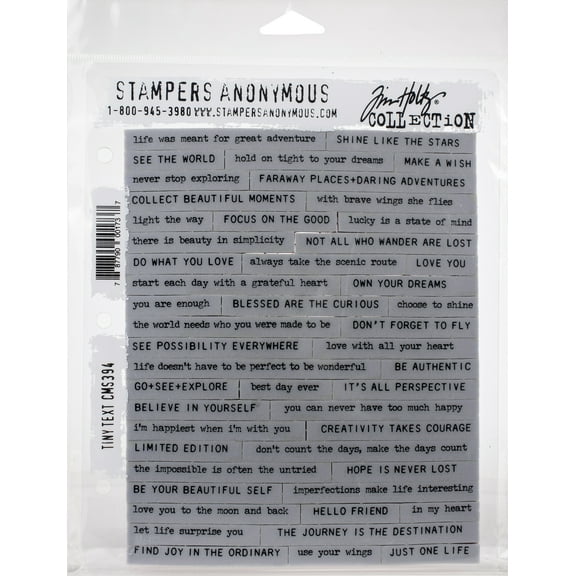 STAMPERS ANONYMOUS
1-800-945-3980 WWW.STAMPERSANONYMOUS.COM
Tim Holtz®
COLLECTION
life was meant for great adventure SHINE LIKE THE STARS
SEE THE WORLD hold on tight to your dreams MAKE A WISH
never stop exploring FARAWAY PLACES+DARING ADVENTURES
COLLECT BEAUTIFUL MOMENTS with brave wings she flies
light the way FOCUS ON THE GOOD lucky is a state of mind
there is beauty in simplicity NOT ALL WHO WANDER ARE LOST
DO WHAT YOU LOVE always take the scenic route LOVE YOU
start each day with a grateful heart OWN YOUR DREAMS
you are enough BLESSED ARE THE CURIOUS choose to shine
the world needs who you were made to be DON'T FORGET TO FLY
SEE POSSIBILITY EVERYWHERE love with all your heart
life doesn't have to be perfect to be wonderful BE AUTHENTIC
GO+SEE+EXPLORE best day ever IT'S ALL PERSPECTIVE
BELIEVE IN YOURSELF you can never have too much happy
i'm happiest when i'm with you CREATIVITY TAKES COURAGE
LIMITED EDITION don't count the days, make the days count
the impossible is often the untried HOPE IS NEVER LOST
BE YOUR BEAUTIFUL SELF imperfections make life interesting
love you to the moon and back HELLO FRIEND in my heart
let life surprise you THE JOURNEY IS THE DESTINATION
FIND JOY IN THE ORDINARY use your wings JUST ONE LIFE
7 87790 00173 7
TINY TEXT CMS394